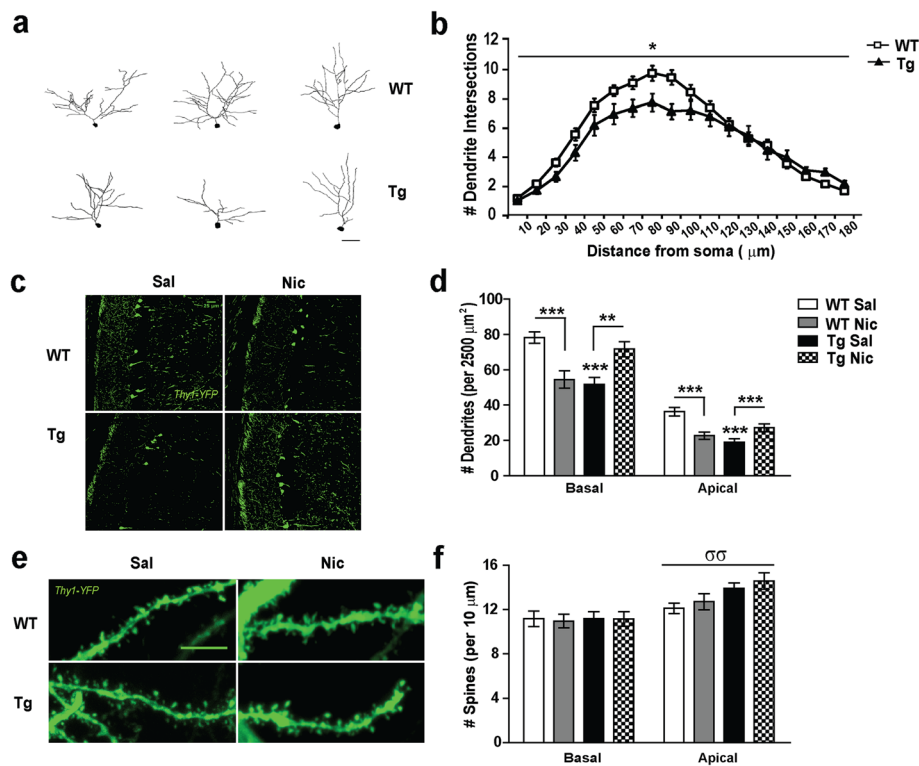 a
WT
Tg
b
# Dendrite Intersections
12
10
8
6
4
2
0
*
WT
Tg
10 20 30 40 50 60 70 80 90 100 110 120 130 140 150 160 170 180
Distance from soma ( μm)
c
Sal Nic
WT
Tg
25 μm
Thy1-YFP
d
# Dendrites (per 2500 μm²)
100
80
60
40
20
0
*** ** ***
*** *** ***
Basal Apical
WT Sal
WT Nic
Tg Sal
Tg Nic
e
Sal Nic
WT
Tg
Thy1-YFP
f
# Spines (per 10 μm)
16
12
8
4
0
σσ
Basal Apical